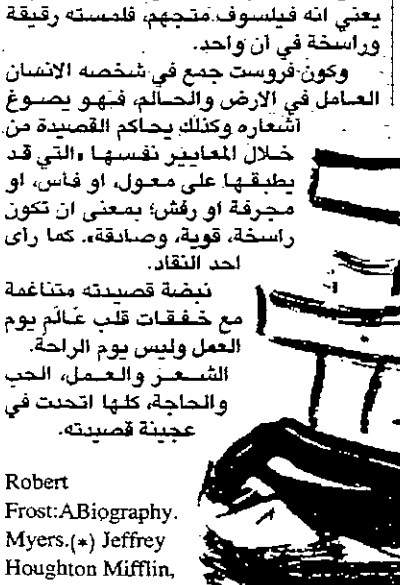 يعني انه فيلسوف متجهم، فلمسته رقيقة
وراسخة في آن واحد.
وكون فروست جمع في شخصه الانسان
العامل في الارض والحالم، فهو يصوغ
اشعاره وكذلك يحاكم القصيدة من
خلال المعايير نفسها «التي قد
يطبقها على معول، او فأس، او
مجرفة او رفش؛ بمعنى ان تكون
راسخة، قوية، وصادقة». كما رأى
احد النقاد.
نبضة قصيدته متناغمة
مع خفقات قلب عالم يوم
العمل وليس يوم الراحة.
الشعر والعمل، الحب
والحاجة، كلها اتحدت في
عجينة قصيدته.
Robert
Frost:ABiography.
Myers.(*) Jeffrey
Houghton Mifflin,